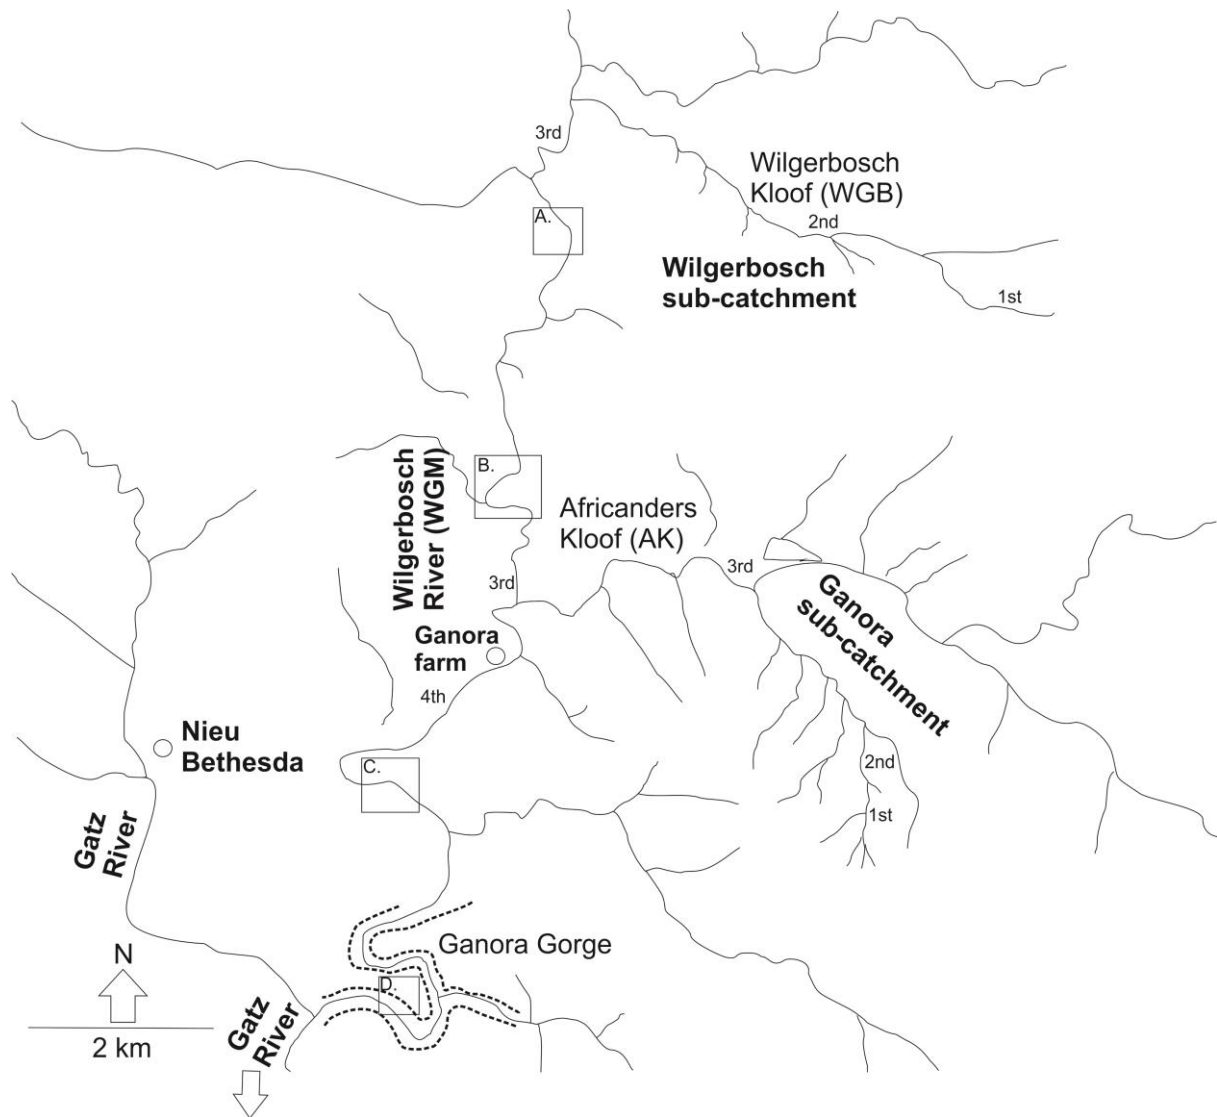 3rd
Wilgerbosch
Kloof (WGB)
A.
2nd
Wilgerbosch
sub-catchment
1st
Wilgerbosch
River (WGM)
B.
Africanders
Kloof (AK)
3rd
3rd
Ganora
sub-catchment
Ganora
farm
4th
Nieu
Bethesda
C.
2nd
1st
Gatz
River
Ganora Gorge
N
D.
Gatz
River
2 km